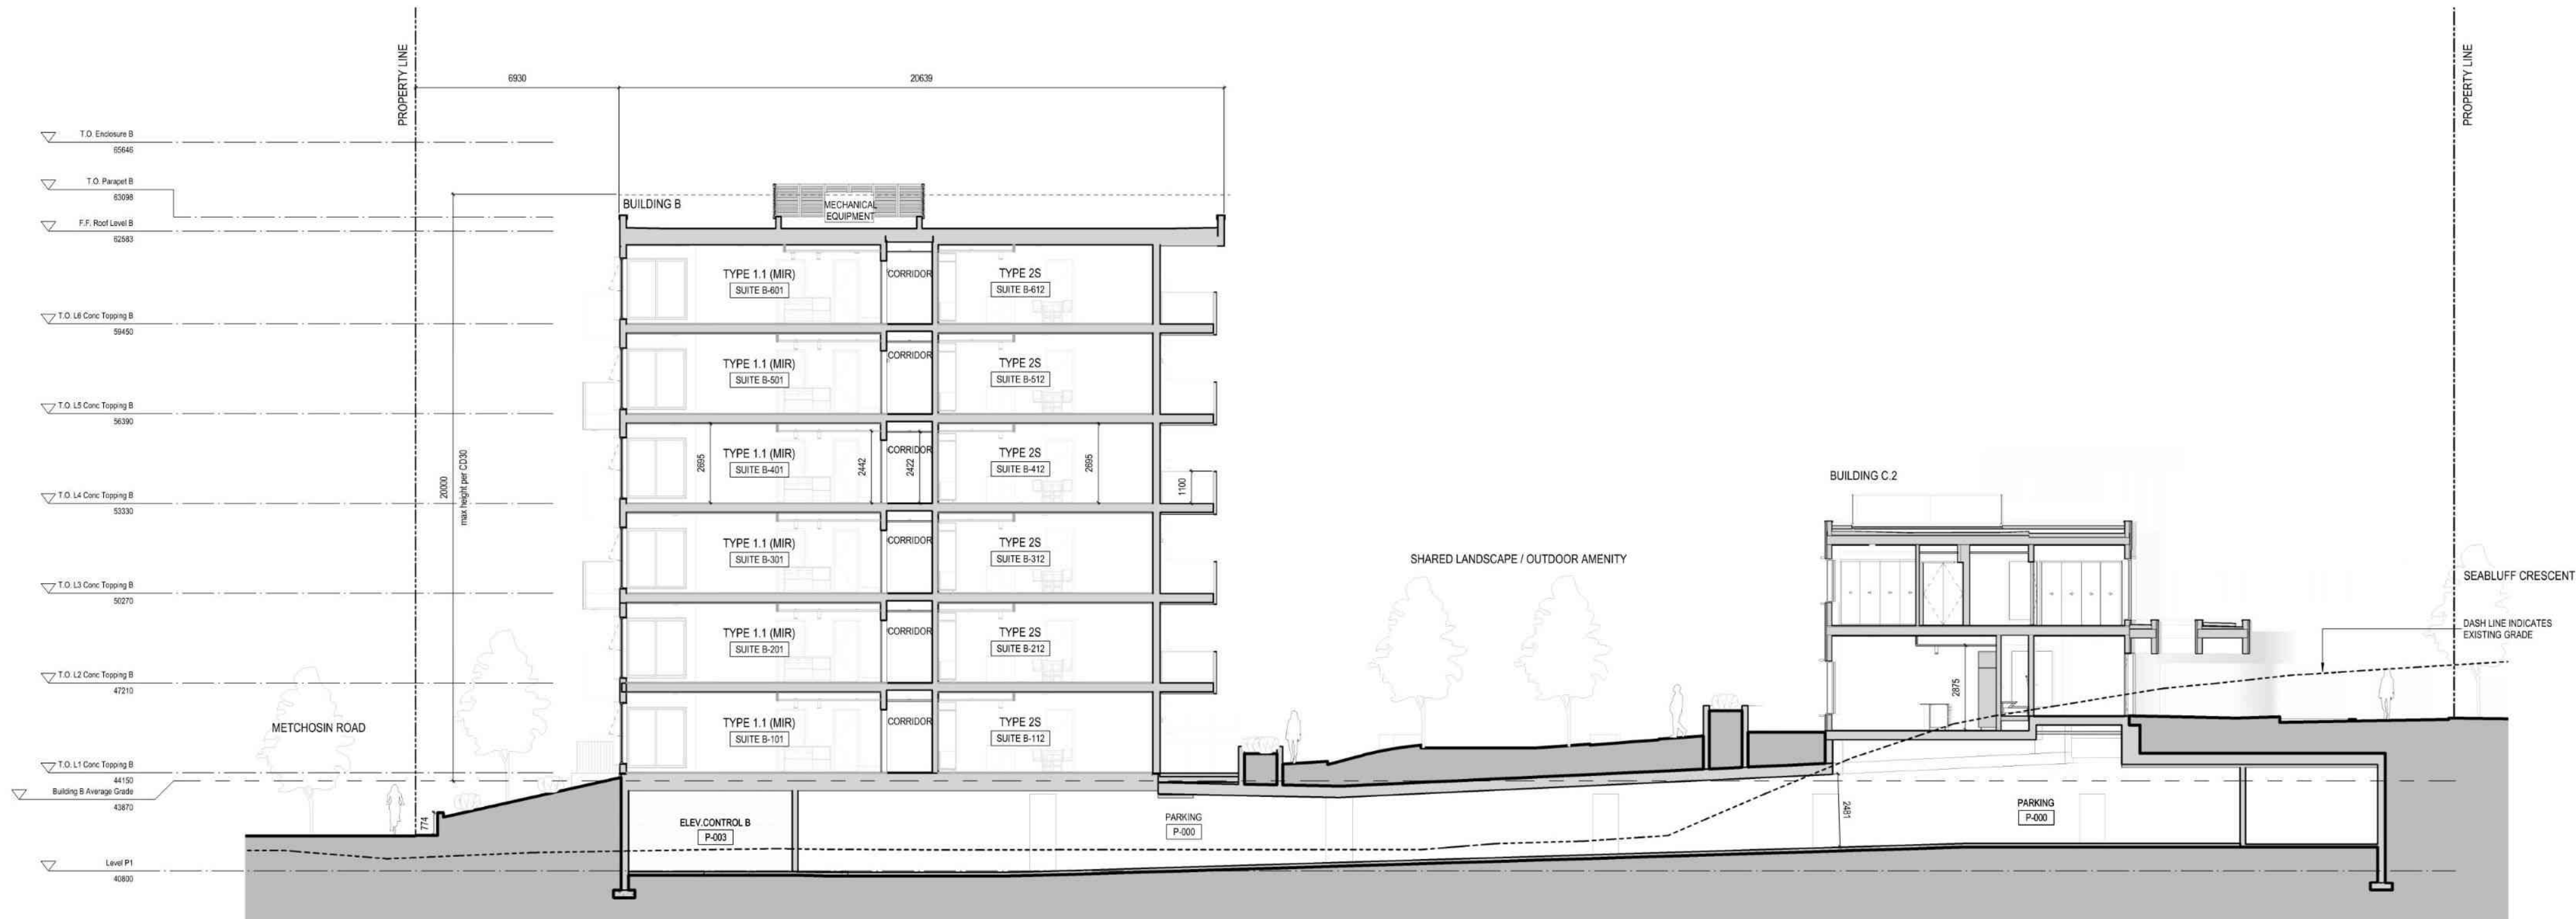 PROPERTY LINE
6930
20639
PROPERTY LINE
T.O. Enclosure B
65646
T.O. Parapet B
63098
F.F. Roof Level B
62583
T.O. L6 Conc Topping B
59450
T.O. L5 Conc Topping B
56390
T.O. L4 Conc Topping B
53330
T.O. L3 Conc Topping B
50270
T.O. L2 Conc Topping B
47210
T.O. L1 Conc Topping B
44150
Building B Average Grade
43870
Level P1
40800
20000
max height per CD30
METCHOSIN ROAD
774
BUILDING B
MECHANICAL
EQUIPMENT
TYPE 1.1 (MIR)
SUITE B-601
CORRIDOR
TYPE 2S
SUITE B-612
TYPE 1.1 (MIR)
SUITE B-501
CORRIDOR
TYPE 2S
SUITE B-512
2695
TYPE 1.1 (MIR)
SUITE B-401
2442
CORRIDOR
2422
TYPE 2S
SUITE B-412
2695
1100
TYPE 1.1 (MIR)
SUITE B-301
CORRIDOR
TYPE 2S
SUITE B-312
TYPE 1.1 (MIR)
SUITE B-201
CORRIDOR
TYPE 2S
SUITE B-212
TYPE 1.1 (MIR)
SUITE B-101
CORRIDOR
TYPE 2S
SUITE B-112
ELEV.CONTROL B
P-003
PARKING
P-000
SHARED LANDSCAPE / OUTDOOR AMENITY
BUILDING C.2
2875
2481
PARKING
P-000
SEABLUFF CRESCENT
DASH LINE INDICATES
EXISTING GRADE